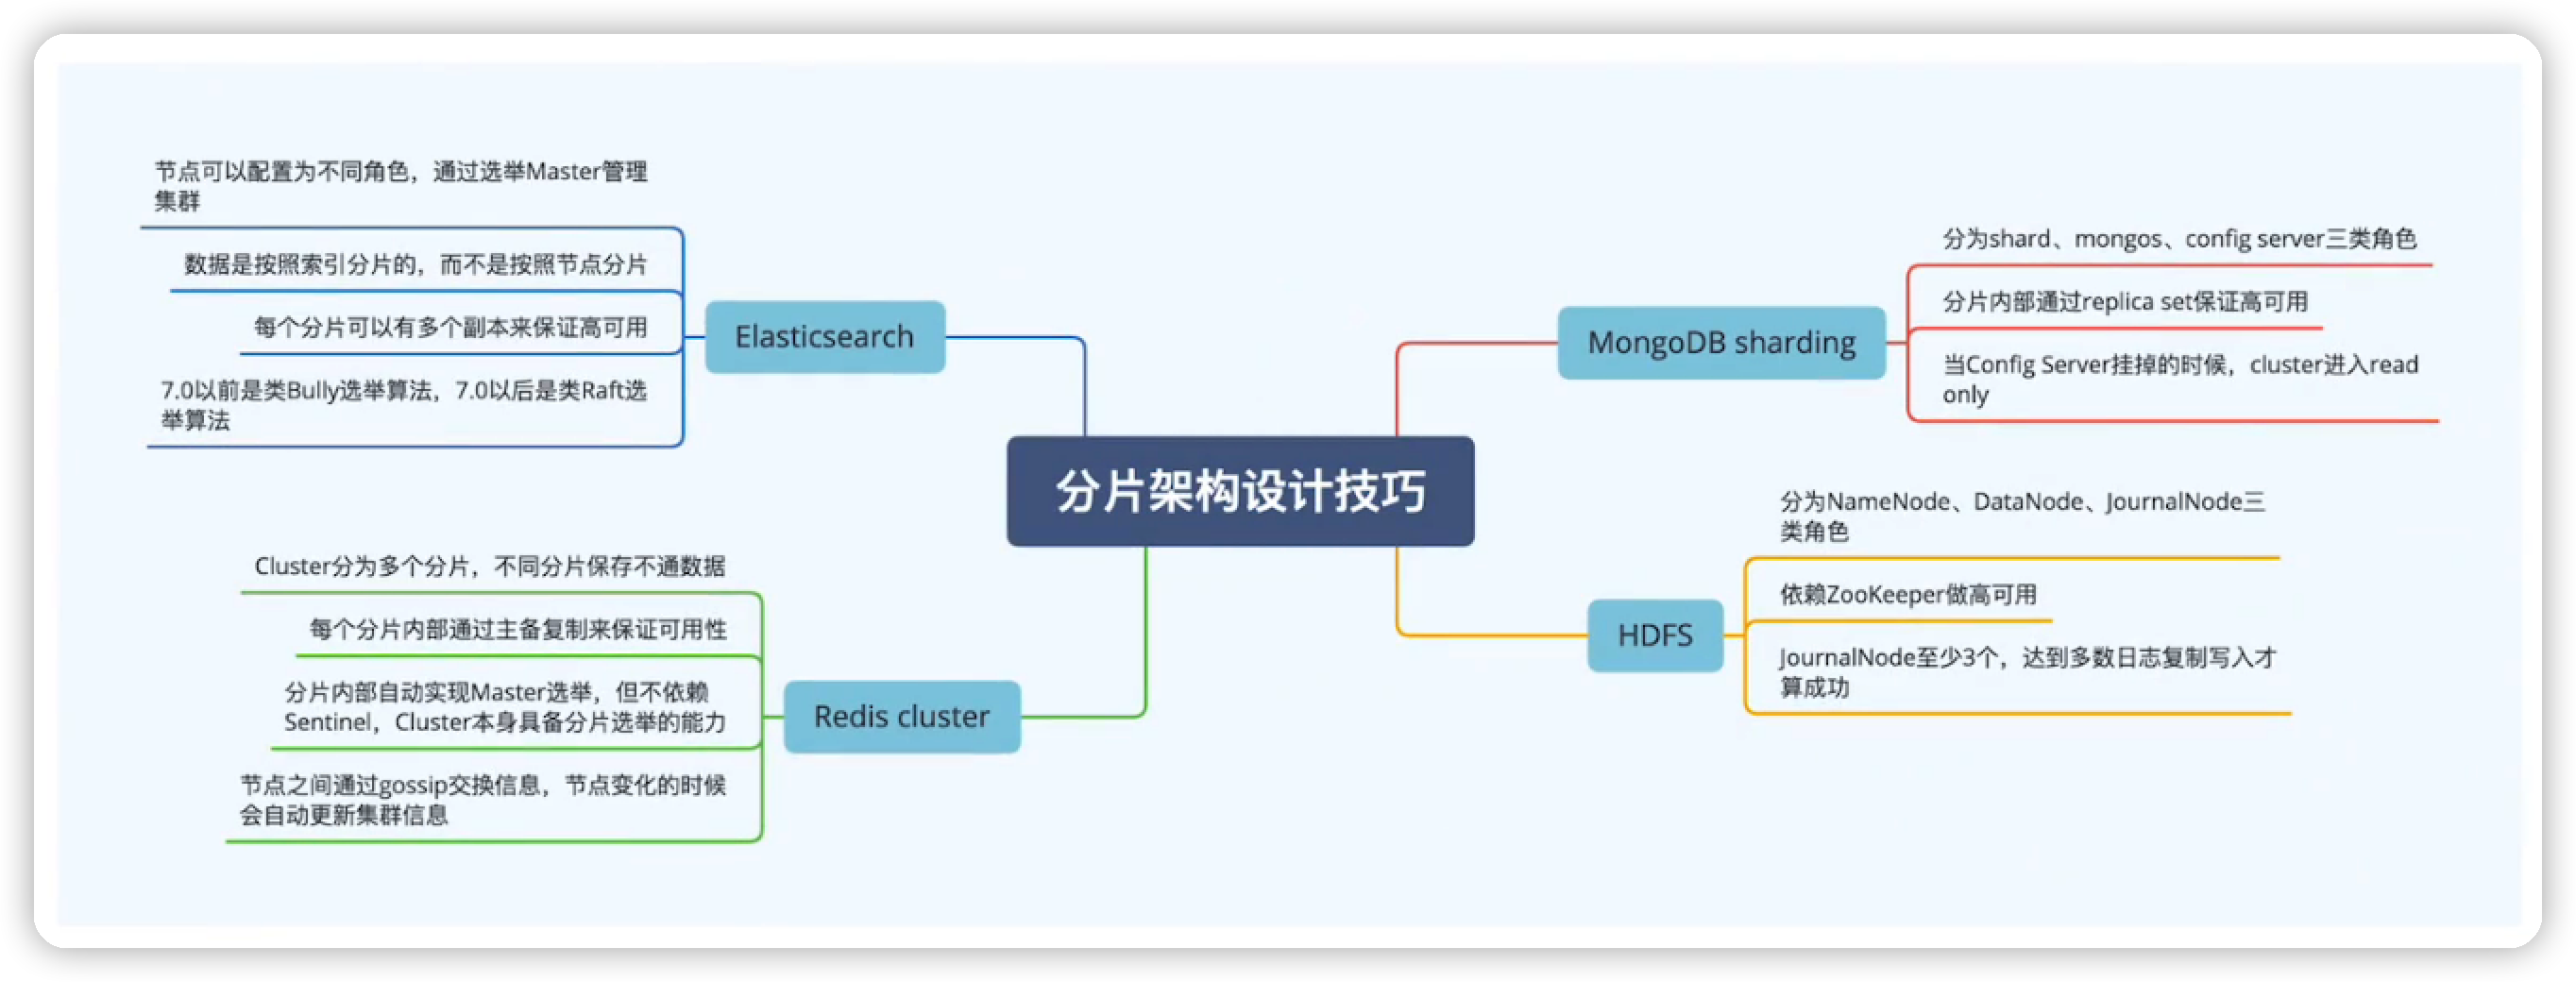 节点可以配置为不同角色，通过选举Master管理
集群
数据是按照索引分片的，而不是按照节点分片
每个分片可以有多个副本来保证高可用
7.0以前是类Bully选举算法，7.0以后是类Raft选
举算法
Elasticsearch
Cluster分为多个分片，不同分片保存不通数据
每个分片内部通过主备复制来保证可用性
分片内部自动实现Master选举，但不依赖
Sentinel，Cluster本身具备分片选举的能力
节点之间通过gossip交换信息，节点变化的时候
会自动更新集群信息
Redis cluster
分片架构设计技巧
MongoDB sharding
分为shard、mongos、config server三类角色
分片内部通过replica set保证高可用
当Config Server挂掉的时候，cluster进入read
only
HDFS
分为NameNode、DataNode、JournalNode三
类角色
依赖ZooKeeper做高可用
JournalNode至少3个，达到多数日志复制写入才
算成功